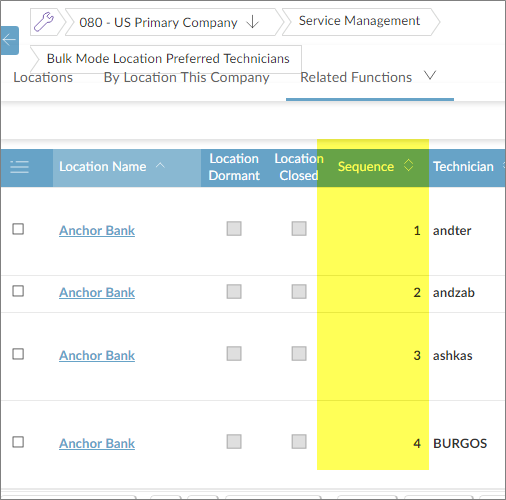 080 - US Primary Company
Service Management
Bulk Mode Location Preferred Technicians
Locations By Location This Company Related Functions
Location Name Location Dormant Location Closed Sequence Technician
Anchor Bank 1 andter
Anchor Bank 2 andzab
Anchor Bank 3 ashkas
Anchor Bank 4 BURGOS